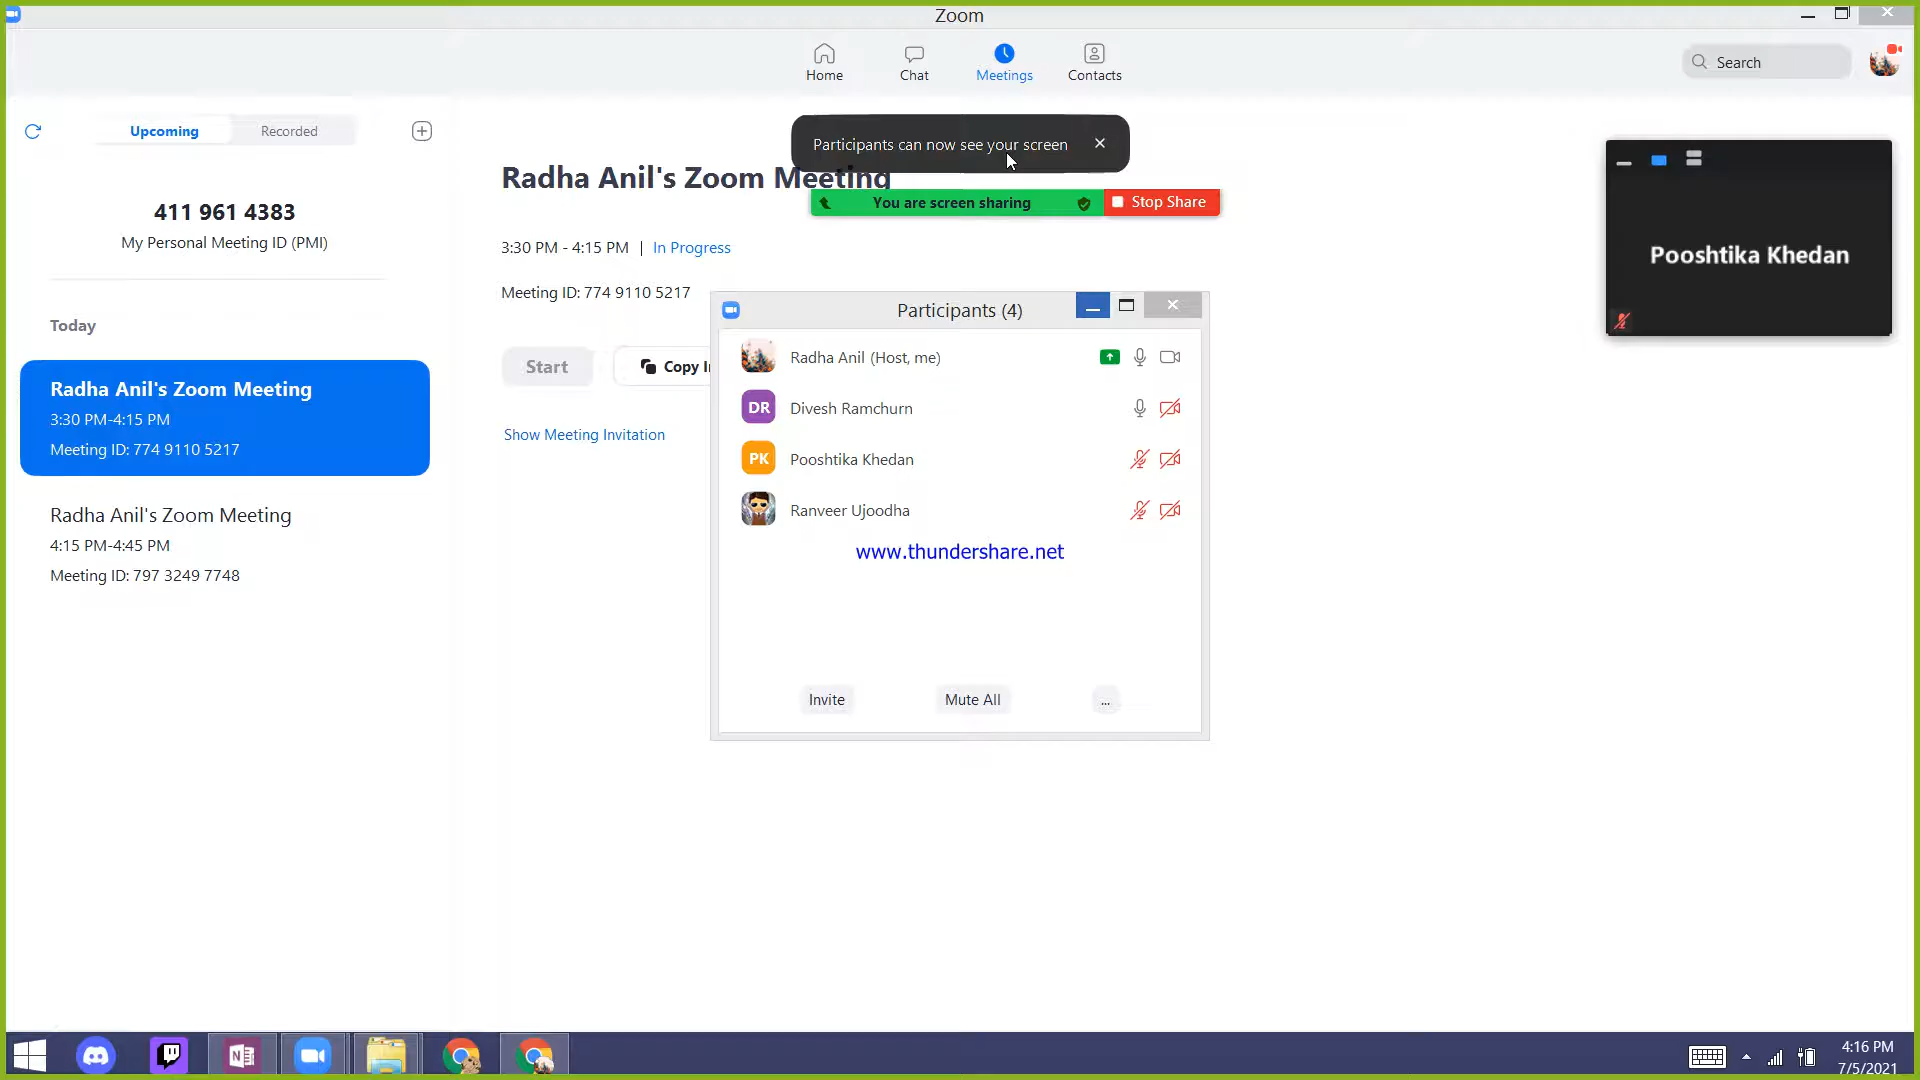 Zoom
Home
Chat
Meetings
Contacts
Search
Upcoming
Recorded
411 961 4383
My Personal Meeting ID (PMI)
Today
Radha Anil's Zoom Meeting
3:30 PM-4:15 PM
Meeting ID: 774 9110 5217
Radha Anil's Zoom Meeting
4:15 PM-4:45 PM
Meeting ID: 797 3249 7748
Participants can now see your screen
Radha Anil's Zoom Meeting
You are screen sharing
Stop Share
3:30 PM - 4:15 PM | In Progress
Meeting ID: 774 9110 5217
Start
Copy I
Show Meeting Invitation
Participants (4)
Radha Anil (Host, me)
DR Divesh Ramchurn
PK Pooshtika Khedan
Ranveer Ujoodha
www.thundershare.net
Invite
Mute All
...
Pooshtika Khedan
4:16 PM
7/5/2021